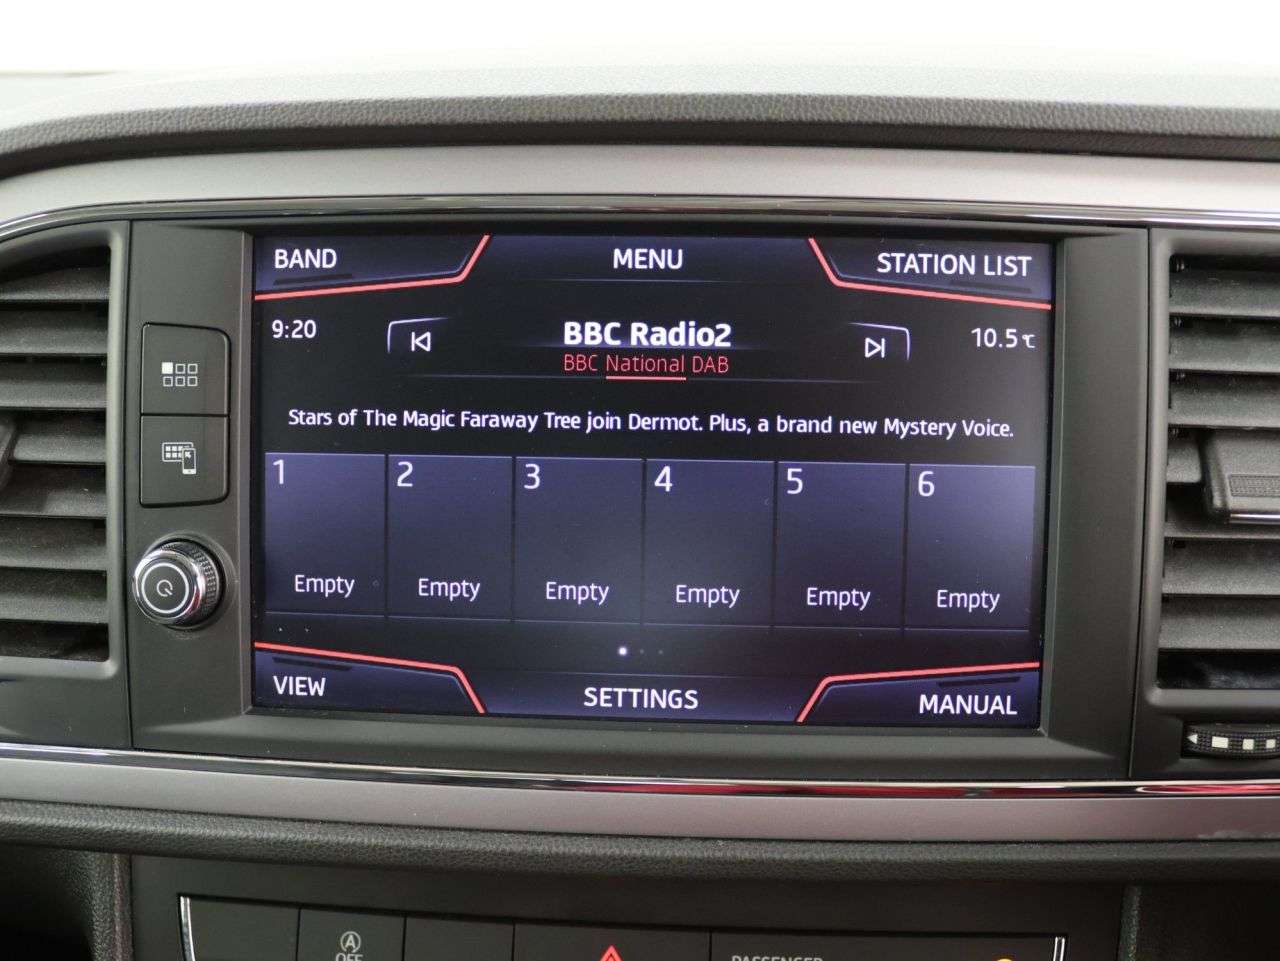 BAND MENU STATION LIST
9:20 BBC Radio2 10.5℃
BBC National DAB
Stars of The Magic Faraway Tree join Dermot. Plus, a brand new Mystery Voice.
1 2 3 4 5 6
Empty Empty Empty Empty Empty Empty
VIEW SETTINGS MANUAL
A
OFF
PASSENGER